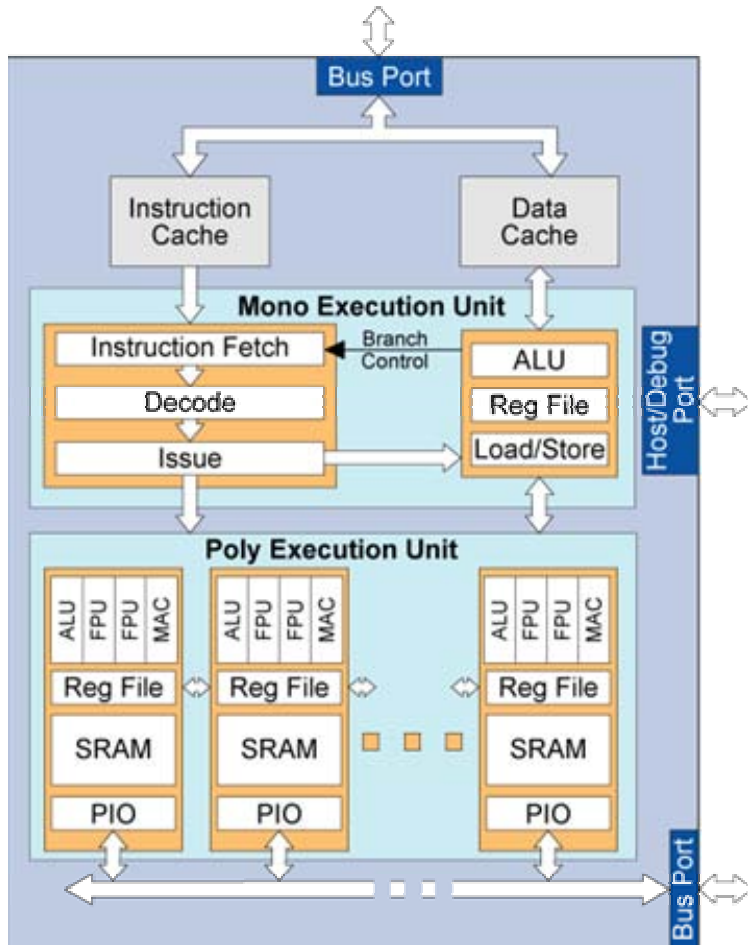 Bus Port
Instruction
Cache
Data
Cache
Mono Execution Unit
Instruction Fetch
Decode
Issue
Branch
Control
ALU
Reg File
Load/Store
Host/Debug
Port
Poly Execution Unit
ALU
FPU
FPU
MAC
Reg File
SRAM
PIO
ALU
FPU
FPU
MAC
Reg File
SRAM
PIO
ALU
FPU
FPU
MAC
Reg File
SRAM
PIO
Bus Port